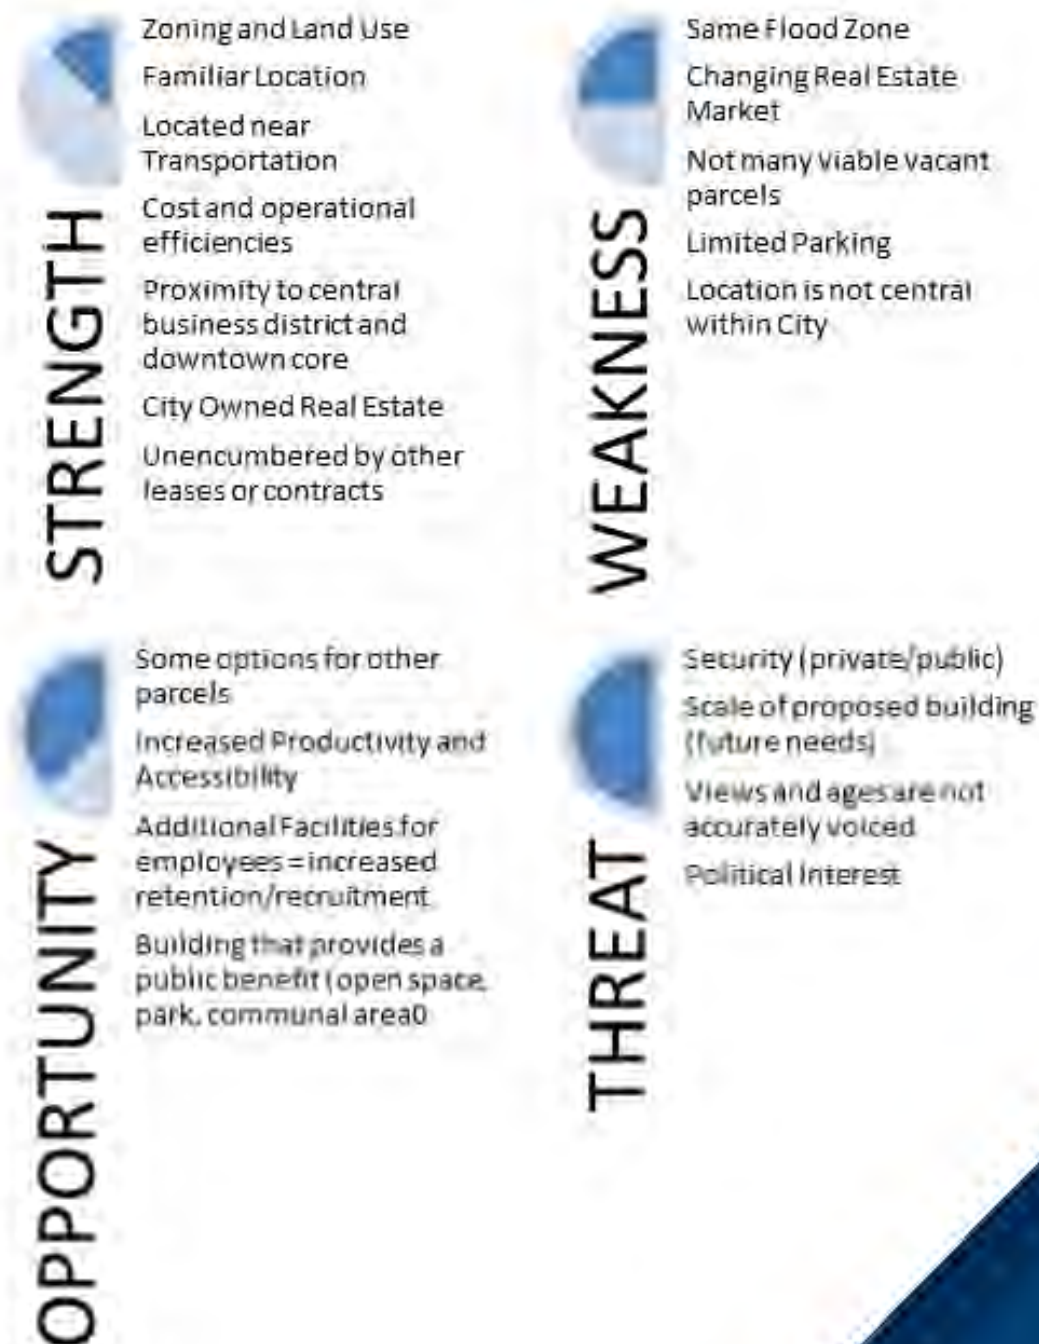 STRENGTH
Zoning and Land Use
Familiar Location
Located near
Transportation
Cost and operational
efficiencies
Proximity to central
business district and
downtown core
City Owned Real Estate
Unencumbered by other
leases or contracts
WEAKNESS
Same Flood Zone
Changing Real Estate
Market
Not many viable vacant
parcels
Limited Parking
Location is not central
within City
OPPORTUNITY
Some options for other
parcels
Increased Productivity and
Accessibility
Additional Facilities for
employees = increased
retention/recruitment
Building that provides a
public benefit (open space,
park, communal area0
THREAT
Security (private/public)
Scale of proposed building
(future needs)
Views and ages are not
accurately voiced
Political Interest